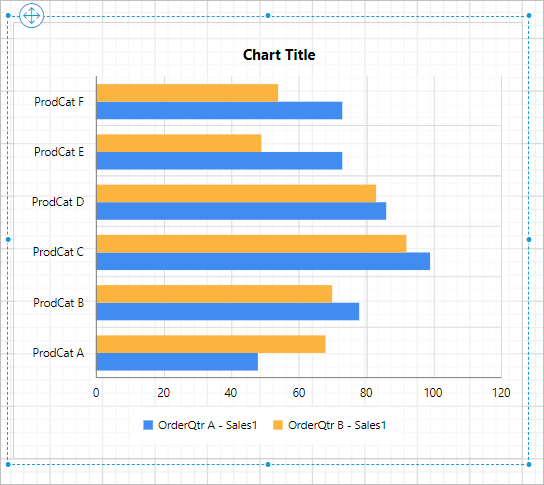 Chart Title
ProdCat F
ProdCat E
ProdCat D
ProdCat C
ProdCat B
ProdCat A
0 20 40 60 80 100 120
OrderQtr A - Sales1 OrderQtr B - Sales1